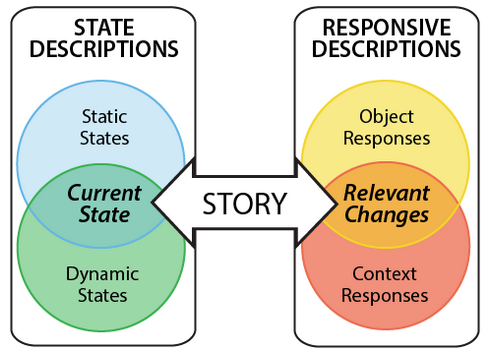 STATE
DESCRIPTIONS
Static
States
Current
State
Dynamic
States
STORY
RESPONSIVE
DESCRIPTIONS
Object
Responses
Relevant
Changes
Context
Responses